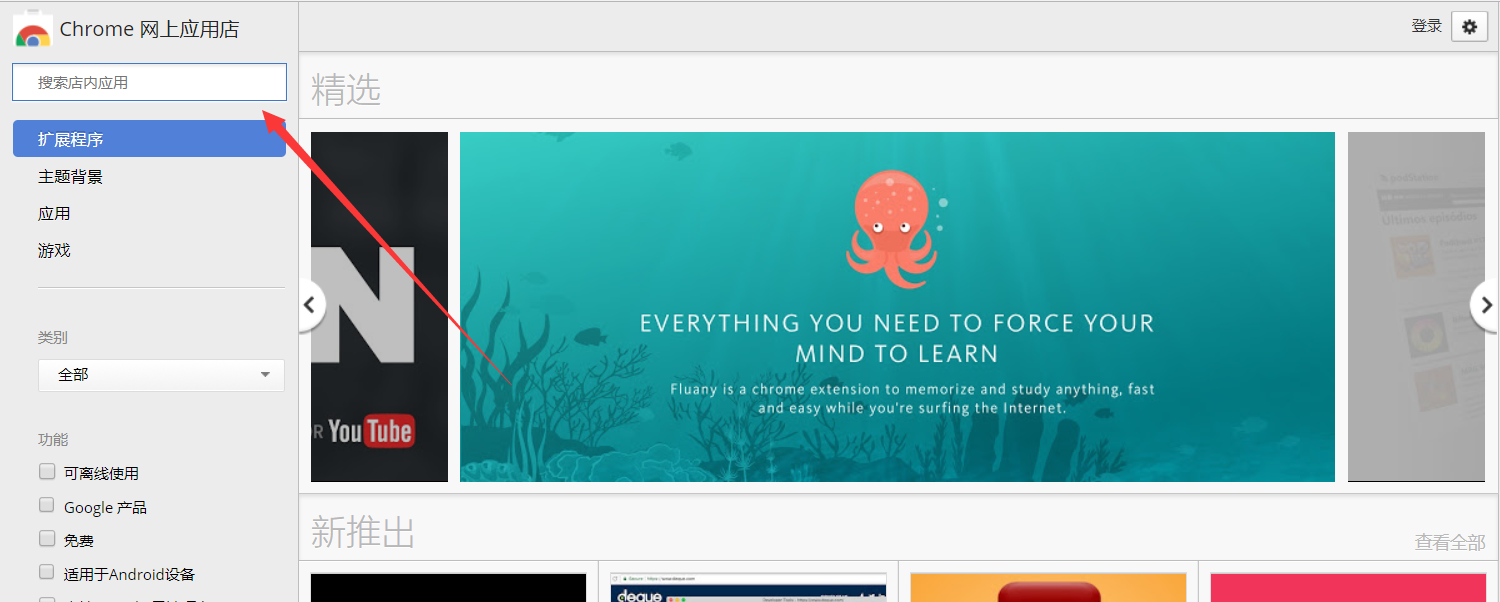 Chrome 网上应用店
登录
搜索店内应用
扩展程序
主题背景
应用
游戏
类别
全部
功能
可离线使用
Google 产品
免费
适用于Android设备
精选
N
OR YouTube
EVERYTHING YOU NEED TO FORCE YOUR
MIND TO LEARN
Fluany is a chrome extension to memorize and study anything, fast
and easy while you're surfing the Internet.
Últimos episodios
新推出
查看全部
deque